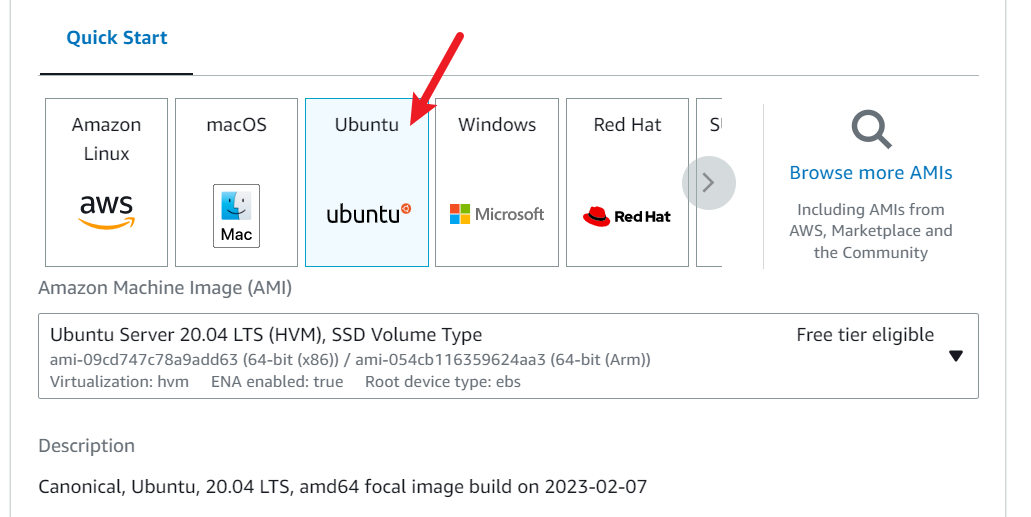 Quick Start
Amazon
Linux
aws
macOS
Mac
Ubuntu
ubuntu
Windows
Microsoft
Red Hat
Red Hat
Browse more AMIs
Including AMIs from
AWS, Marketplace and
the Community
Amazon Machine Image (AMI)
Ubuntu Server 20.04 LTS (HVM), SSD Volume Type
Free tier eligible
ami-09cd747c78a9add63 (64-bit (x86)) / ami-054cb116359624aa3 (64-bit (Arm))
Virtualization: hvm ENA enabled: true Root device type: ebs
Description
Canonical, Ubuntu, 20.04 LTS, amd64 focal image build on 2023-02-07